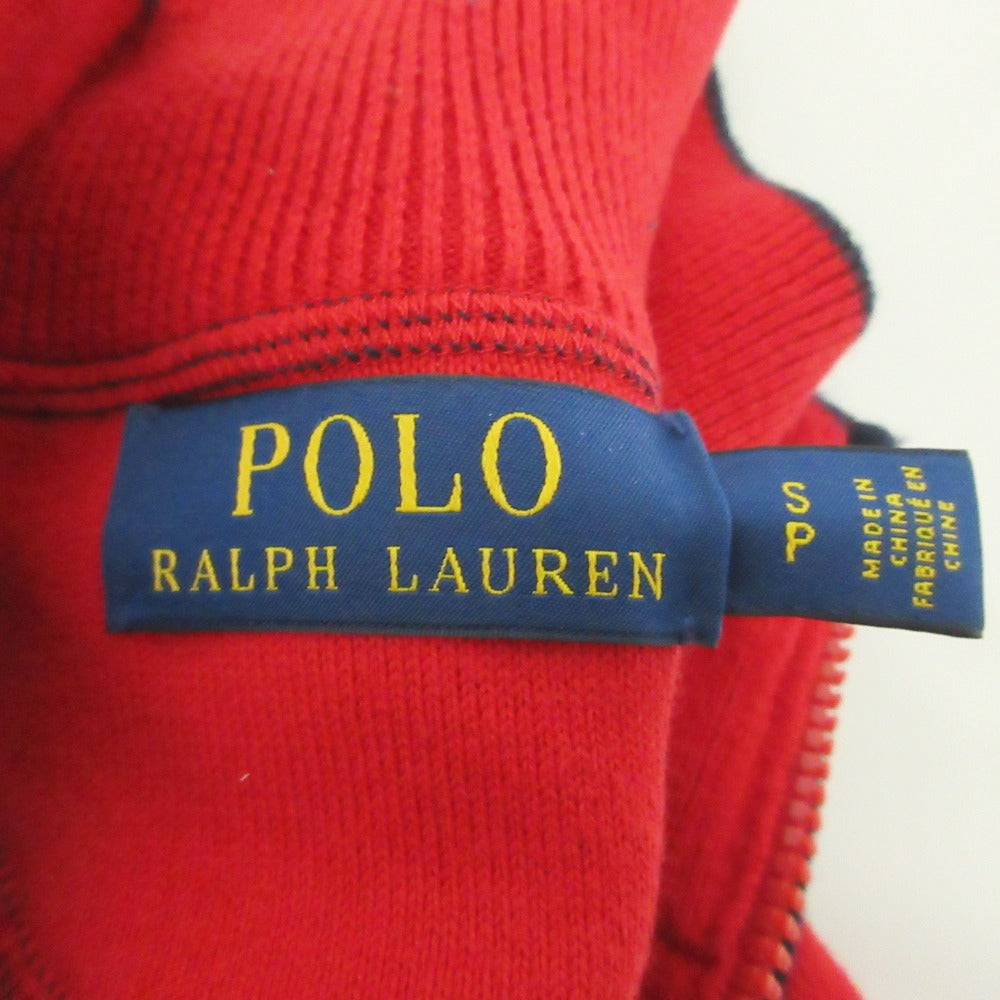 POLO
RALPH LAUREN
S
P
MADE IN
CHINA
FABRIQUÉ EN
CHINE